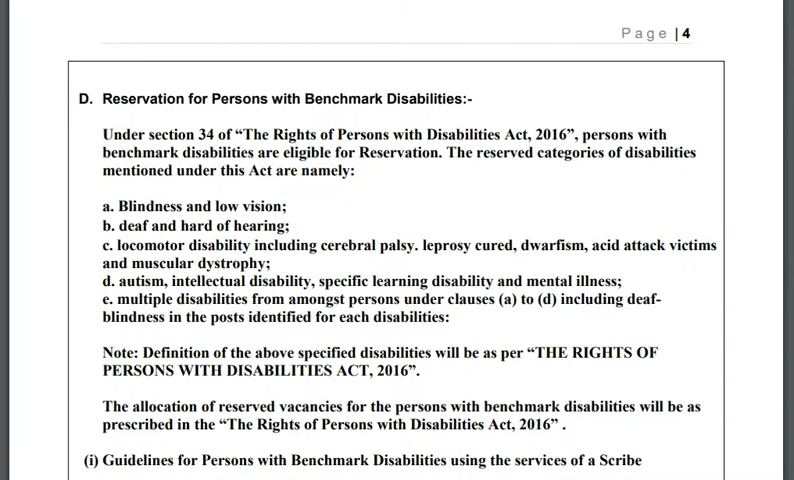 Page | 4
D. Reservation for Persons with Benchmark Disabilities:-
Under section 34 of “The Rights of Persons with Disabilities Act, 2016”, persons with
benchmark disabilities are eligible for Reservation. The reserved categories of disabilities
mentioned under this Act are namely:
a. Blindness and low vision;
b. deaf and hard of hearing;
c. locomotor disability including cerebral palsy. leprosy cured, dwarfism, acid attack victims
and muscular dystrophy;
d. autism, intellectual disability, specific learning disability and mental illness;
e. multiple disabilities from amongst persons under clauses (a) to (d) including deaf-
blindness in the posts identified for each disabilities:
Note: Definition of the above specified disabilities will be as per “THE RIGHTS OF
PERSONS WITH DISABILITIES ACT, 2016”.
The allocation of reserved vacancies for the persons with benchmark disabilities will be as
prescribed in the “The Rights of Persons with Disabilities Act, 2016” .
(i) Guidelines for Persons with Benchmark Disabilities using the services of a Scribe